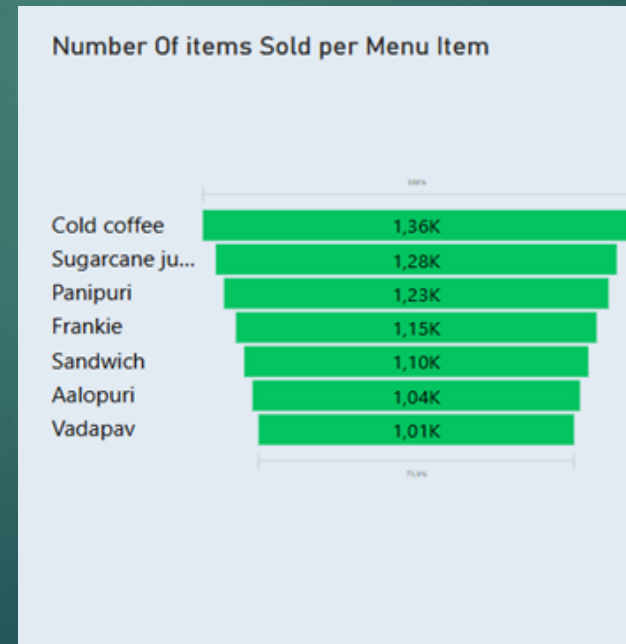 Number Of items Sold per Menu Item
100%
Cold coffee 1,36K
Sugarcane ju... 1,28K
Panipuri 1,23K
Frankie 1,15K
Sandwich 1,10K
Aalopuri 1,04K
Vadapav 1,01K